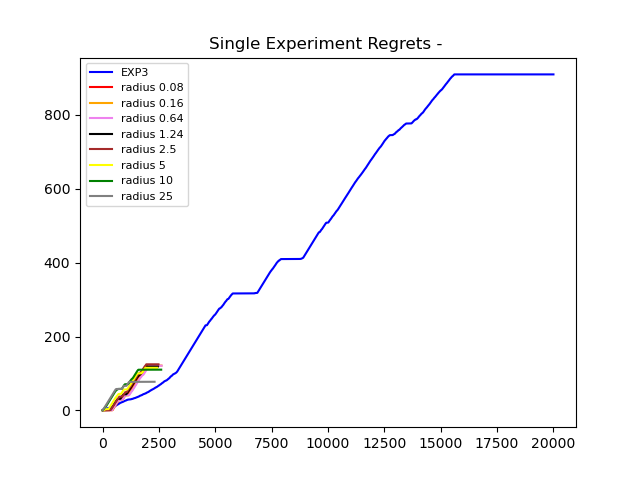 Single Experiment Regrets -
EXP3
radius 0.08
radius 0.16
radius 0.64
radius 1.24
radius 2.5
radius 5
radius 10
radius 25
800
600
400
200
0
0 2500 5000 7500 10000 12500 15000 17500 20000